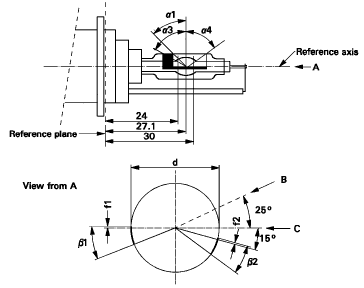 α1
α3
α4
Reference axis
A
24
Reference plane
27.1
30
d
View from A
B
f1
f2
25°
C
15°
β1
β2